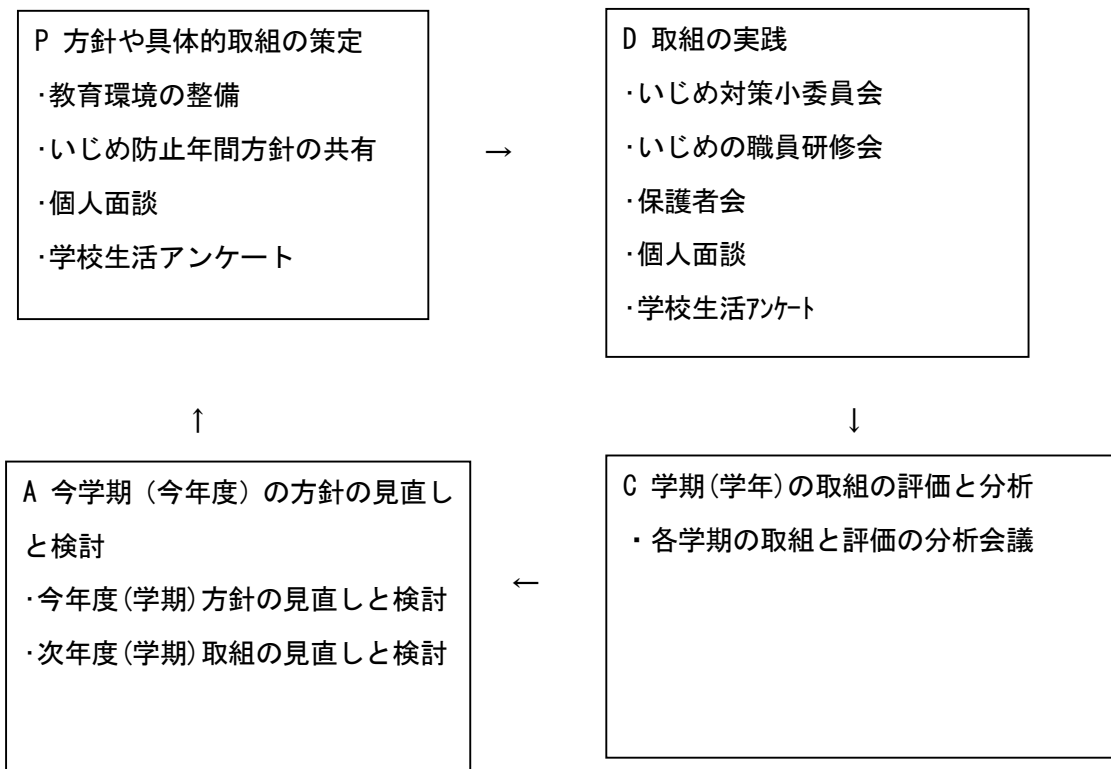 P 方針や具体的取組の策定
･教育環境の整備
･いじめ防止年間方針の共有
･個人面談
･学校生活アンケート
→
D 取組の実践
･いじめ対策小委員会
･いじめの職員研修会
･保護者会
･個人面談
･学校生活ｱﾝｹｰﾄ
↑
↓
A 今学期（今年度）の方針の見直し
と検討
･今年度(学期)方針の見直しと検討
･次年度(学期)取組の見直しと検討
←
C 学期(学年)の取組の評価と分析
・各学期の取組と評価の分析会議